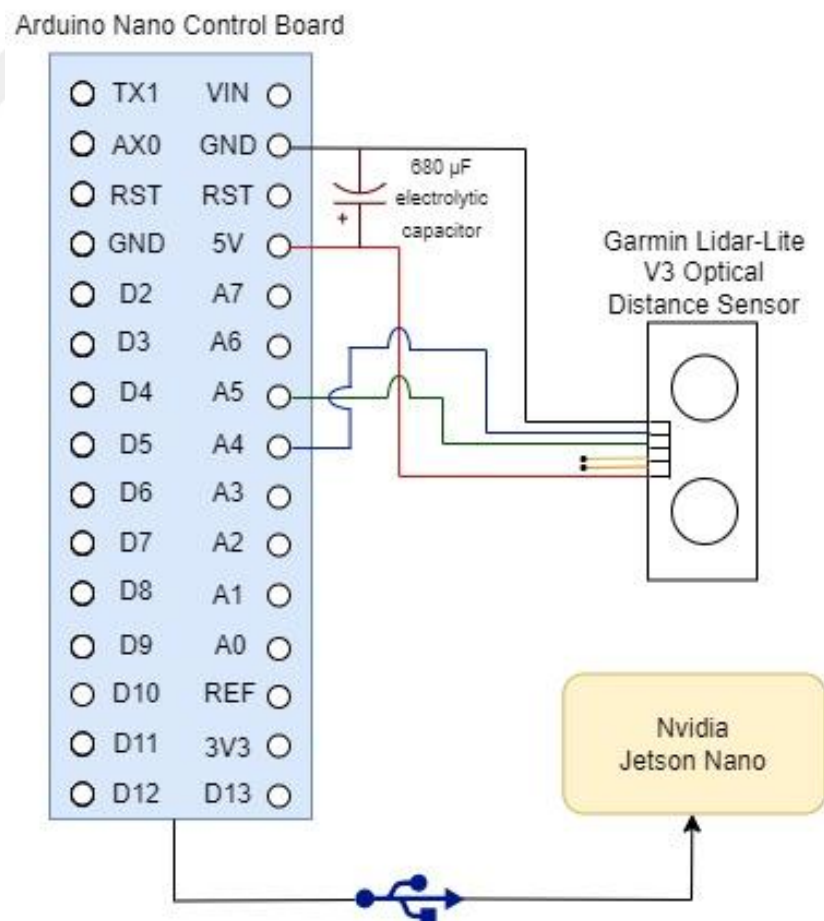 Arduino Nano Control Board
TX1 VIN
AX0 GND
RST RST
GND 5V
D2 A7
D3 A6
D4 A5
D5 A4
D6 A3
D7 A2
D8 A1
D9 A0
D10 REF
D11 3V3
D12 D13
680 µF
electrolytic
capacitor
+
Garmin Lidar-Lite
V3 Optical
Distance Sensor
Nvidia
Jetson Nano